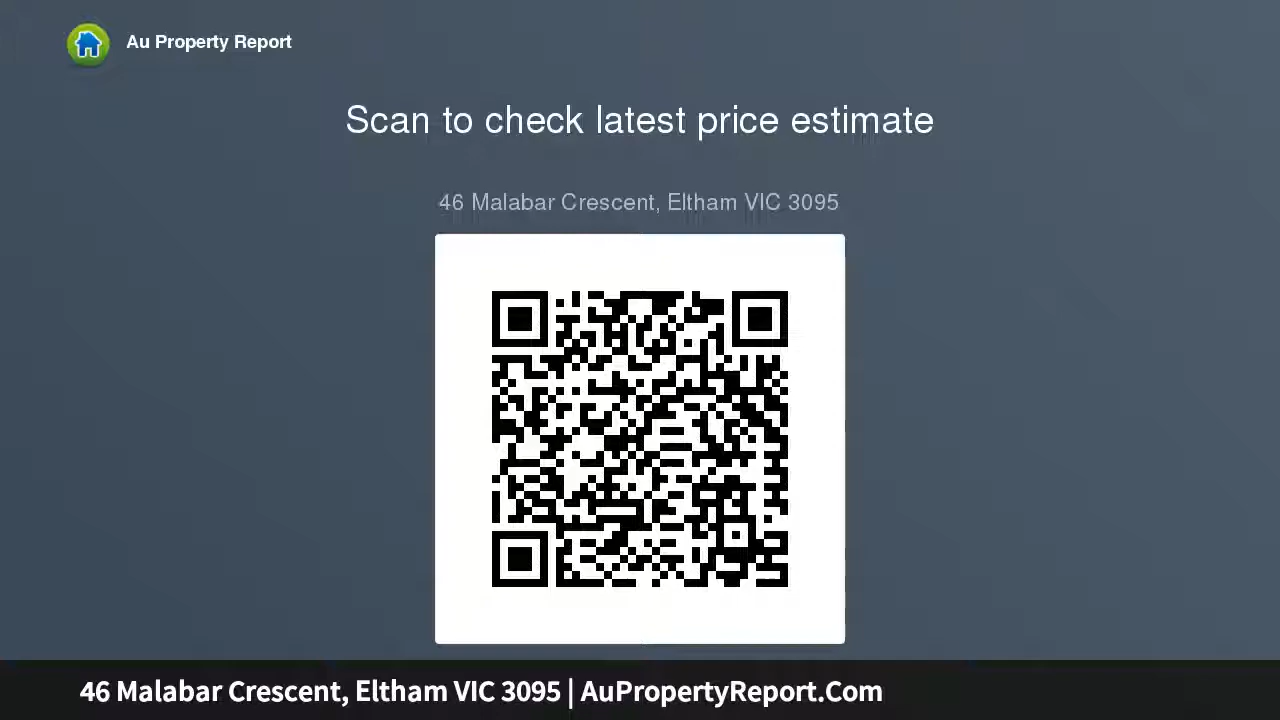 Au Property Report
Scan to check latest price estimate
46 Malabar Crescent, Eltham VIC 3095
46 Malabar Crescent, Eltham VIC 3095 | AuPropertyReport.Com